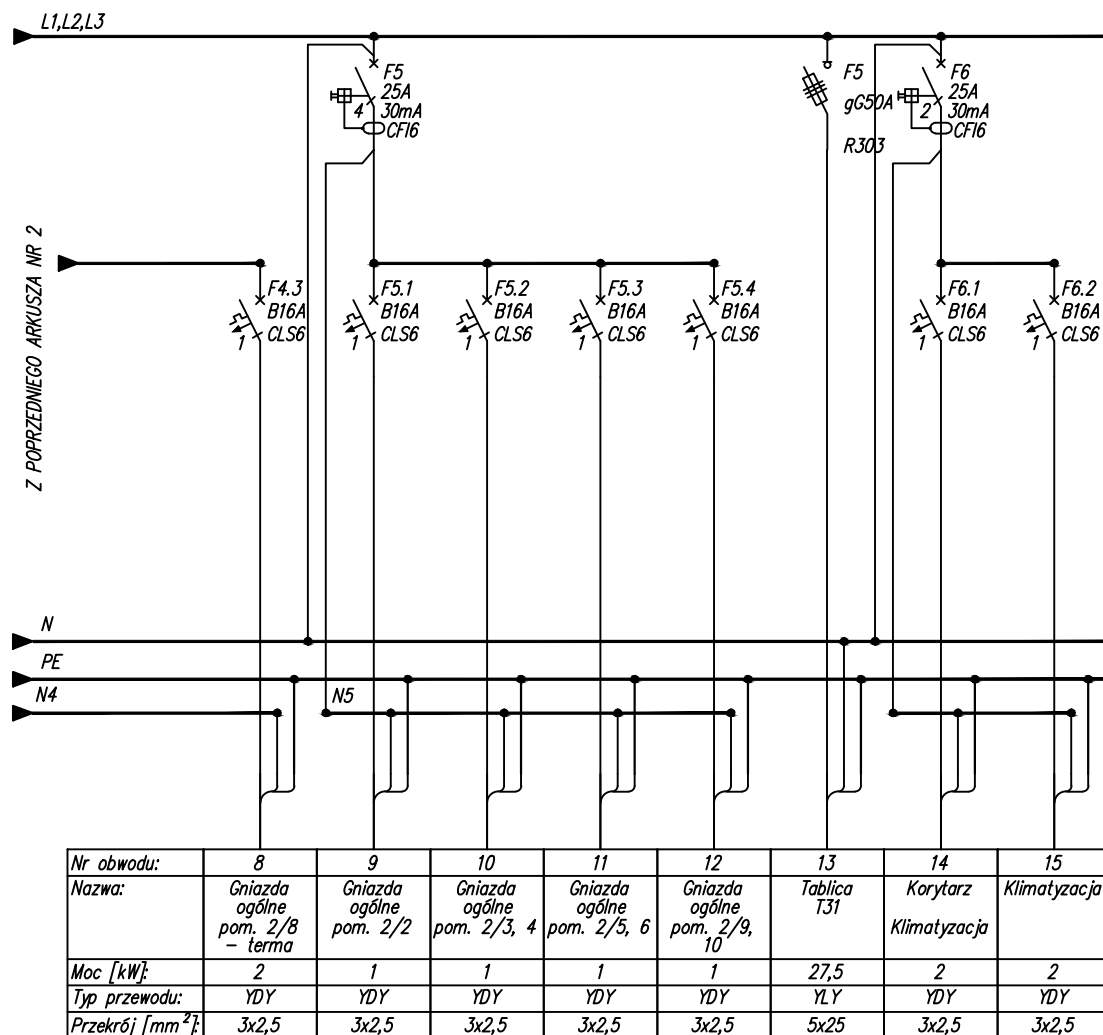 L1,L2,L3
F5
25A
30mA
CFI6
4
F5
gG50A
R303
F6
25A
30mA
CFI6
2
Z POPRZEDNIEGO ARKUSZA NR 2
F4.3
B16A
CLS6
1
F5.1
B16A
CLS6
1
F5.2
B16A
CLS6
1
F5.3
B16A
CLS6
1
F5.4
B16A
CLS6
1
F6.1
B16A
CLS6
1
F6.2
B16A
CLS6
1
N
PE
N4
N5
Nr obwodu: 8 9 10 11 12 13 14 15
Nazwa:
Gniazda
ogólne
pom. 2/8
– terma
Gniazda
ogólne
pom. 2/2
Gniazda
ogólne
pom. 2/3, 4
Gniazda
ogólne
pom. 2/5, 6
Gniazda
ogólne
pom. 2/9,
10
Tablica
T31
Korytarz
Klimatyzacja
Klimatyzacja
Moc [kW]: 2 1 1 1 1 27,5 2 2
Typ przewodu: YDY YDY YDY YDY YDY YLY YDY YDY
Przekrój [mm²]: 3x2,5 3x2,5 3x2,5 3x2,5 3x2,5 5x25 3x2,5 3x2,5